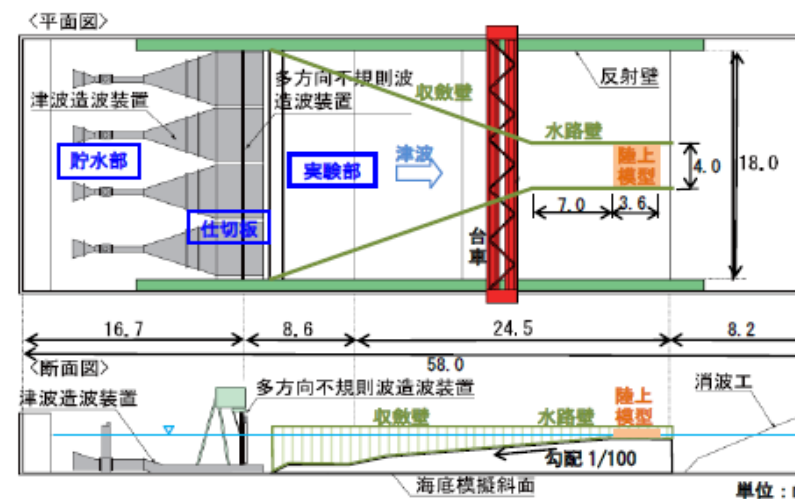 〈平面図〉
津波造波装置
多方向不規則波
造波装置
収斂壁
反射壁
水路壁
貯水部
実験部
津波
陸上
模型
4.0
18.0
仕切板
7.0
3.6
台車
16.7
8.6
24.5
8.2
58.0
〈断面図〉
津波造波装置
多方向不規則波造波装置
収斂壁
水路壁
陸上
模型
消波工
勾配 1/100
海底模擬斜面
単位：